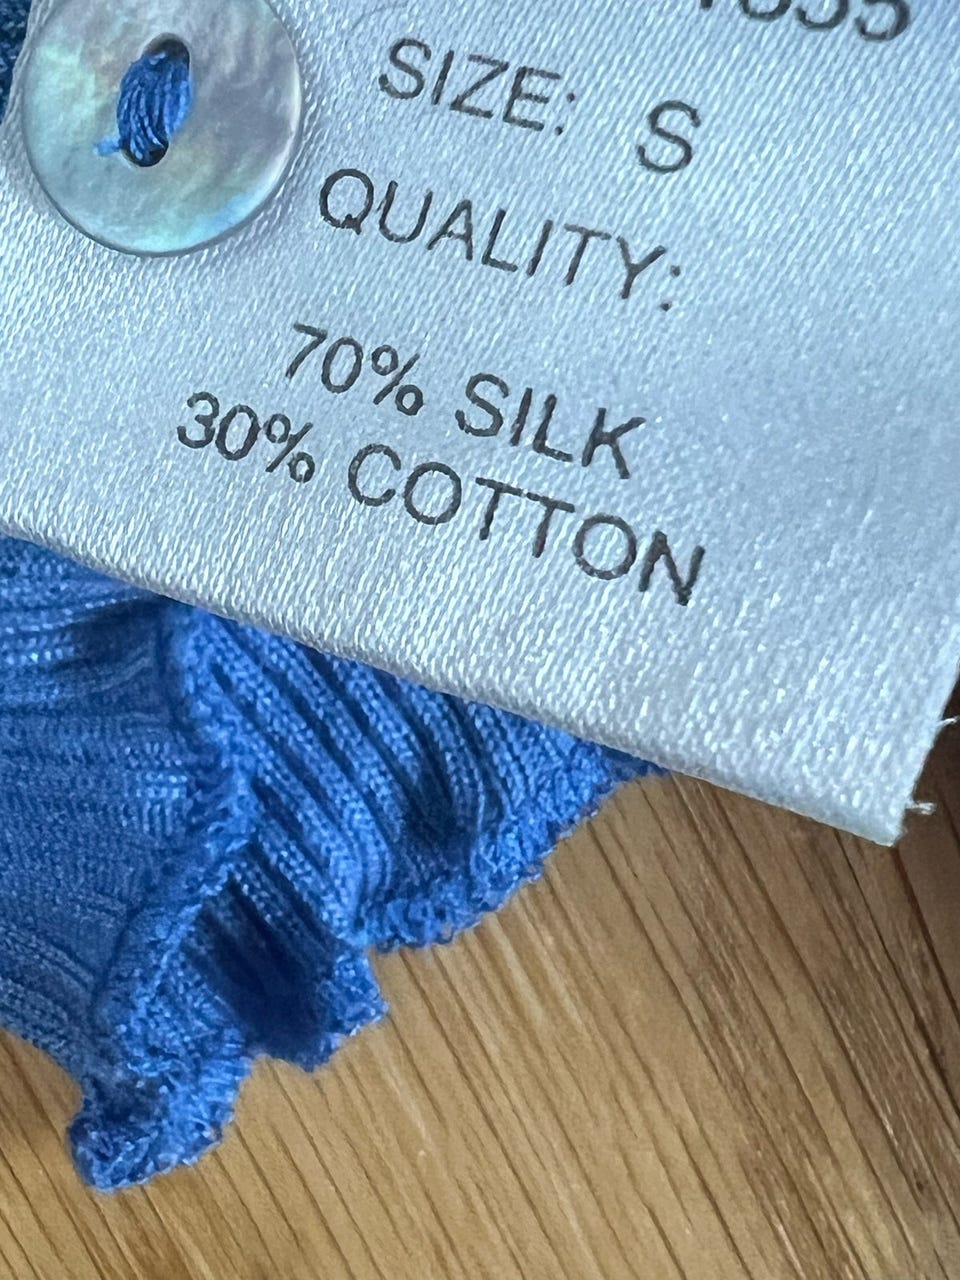 SIZE: S
QUALITY:
70% SILK
30% COTTON